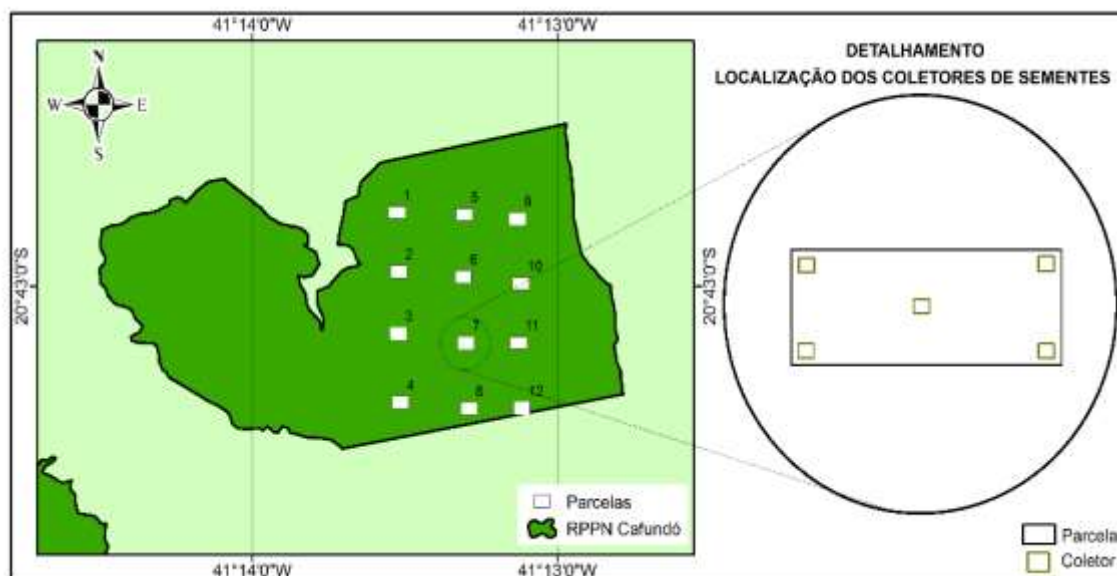 41°14'0"W
41°13'0"W
N
W
E
S
20°43'0"S
20°43'0"S
1
5
9
2
6
10
3
7
11
4
8
12
Parcelas
RPPN Cafundó
41°14'0"W
41°13'0"W
DETALHAMENTO
LOCALIZAÇÃO DOS COLETORES DE SEMENTES
Parcela
Coletor